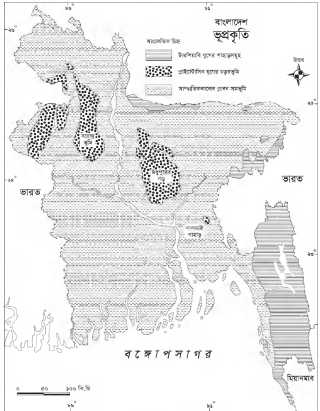 বাংলাদেশ
ভূপ্রকৃতি
সাংকেতিক চিহ্ন
টারশিয়ারি যুগের পাহাড়সমূহ
প্লাইস্টোসিন যুগের চত্বরভূমি
সাম্প্রতিককালের প্লাবন সমভূমি
উত্তর
ভারত
ভারত
লালমাই
পাহাড়
বঙ্গোপসাগর
মিয়ানমার
০ ৫০ ১০০ কি.মি